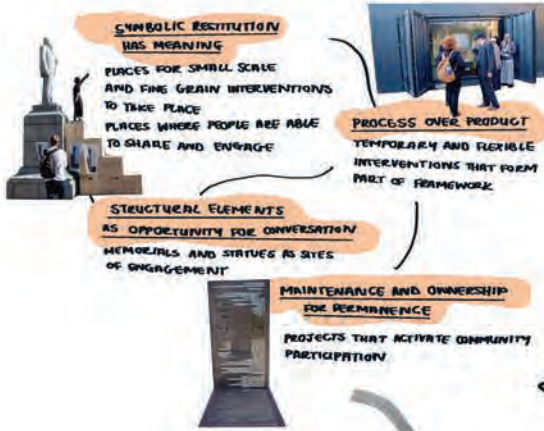 SYMBOLIC RESTITUTION
HAS MEANING
PLACES FOR SMALL SCALE
AND FINE GRAIN INTERVENTIONS
TO TAKE PLACE
PLACES WHERE PEOPLE ARE ABLE
TO SHARE AND ENGAGE
PROCESS OVER PRODUCT
TEMPORARY AND FLEXIBLE
INTERVENTIONS THAT FORM
PART OF FRAMEWORK
STRUCTURAL ELEMENTS
AS OPPORTUNITY FOR CONVERSATION
MEMORIALS AND STATUES AS SITES
OF ENGAGEMENT
MAINTENANCE AND OWNERSHIP
FOR PERMANENCE
PROJECTS THAT ACTIVATE COMMUNITY
PARTICIPATION